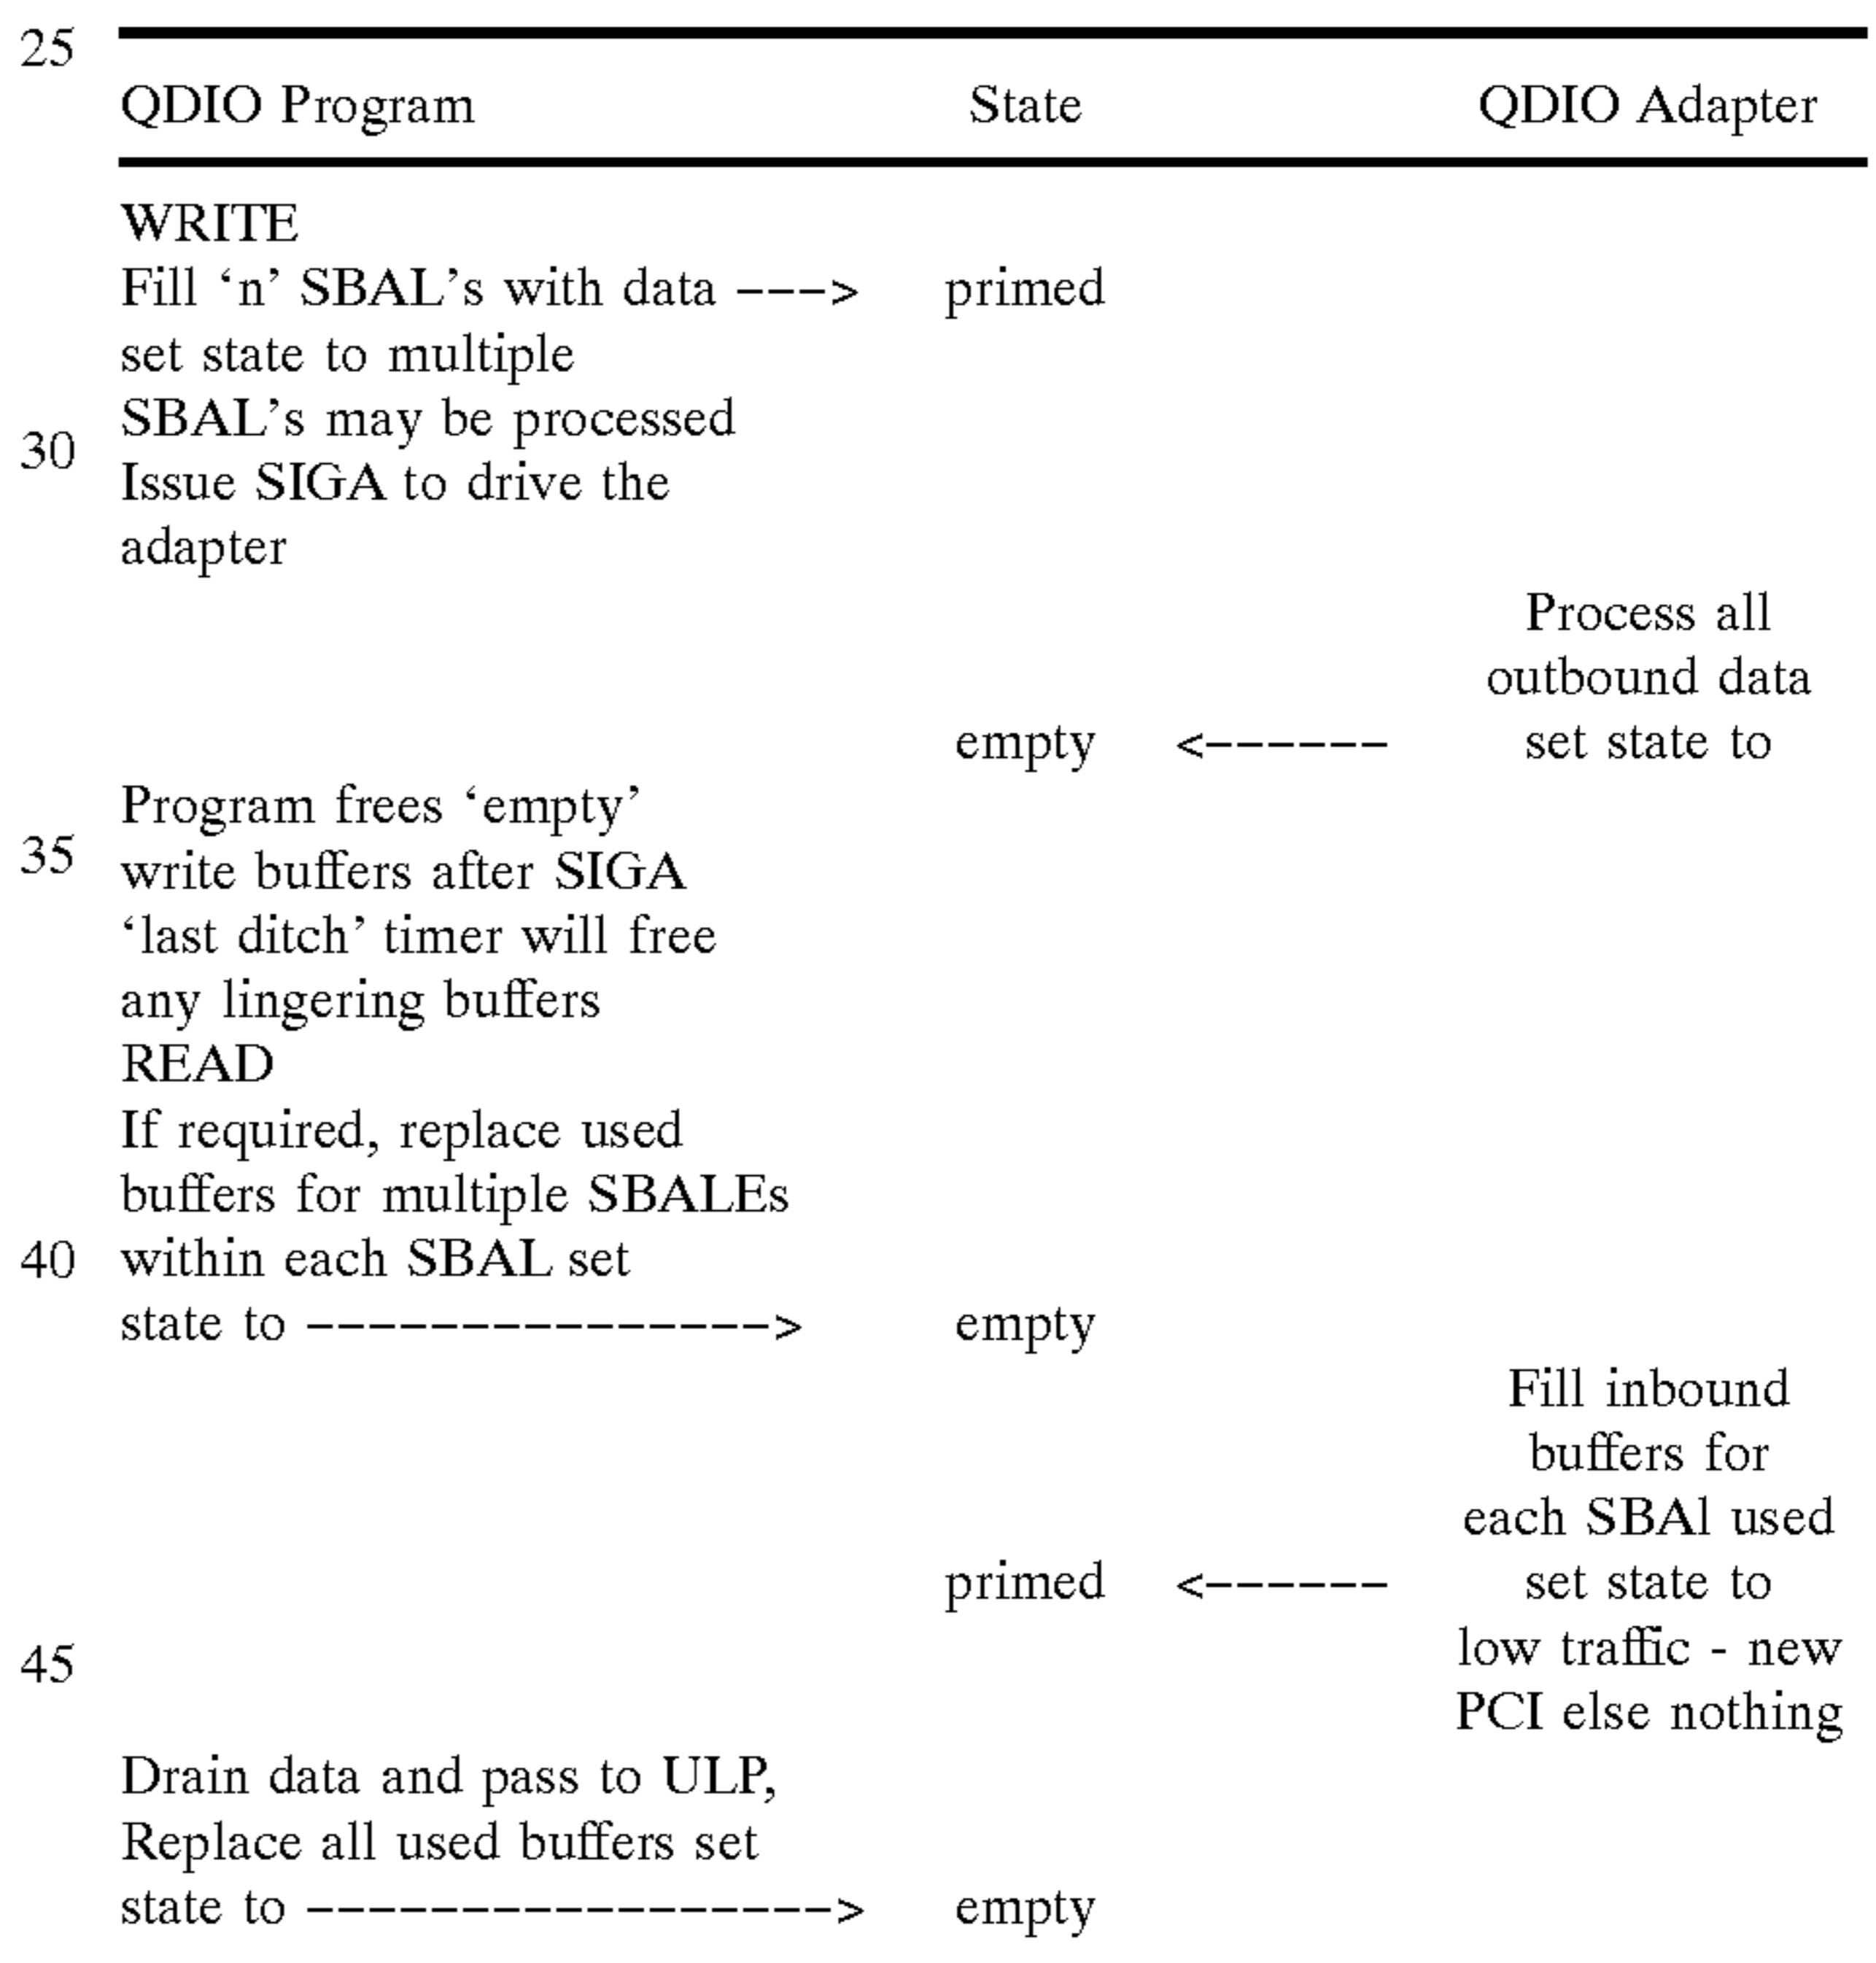 25
QDIO Program State QDIO Adapter
WRITE
Fill ‘n’ SBAL’s with data ---> primed
set state to multiple
SBAL’s may be processed
30
Issue SIGA to drive the
adapter
Process all
outbound data
empty <------ set state to
Program frees ‘empty’
35 write buffers after SIGA
‘last ditch’ timer will free
any lingering buffers
READ
If required, replace used
buffers for multiple SBALEs
40 within each SBAL set
state to ---------------> empty
Fill inbound
buffers for
each SBAl used
primed <------ set state to
45 low traffic - new
PCI else nothing
Drain data and pass to ULP,
Replace all used buffers set
state to -----------------> empty